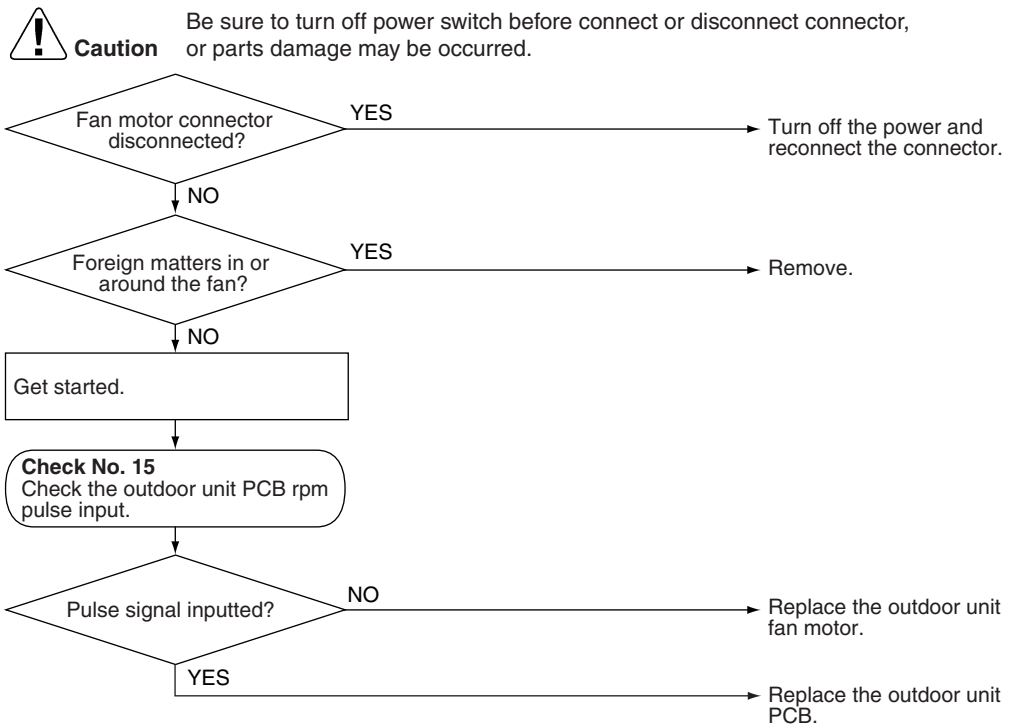 Be sure to turn off power switch before connect or disconnect connector,
Caution or parts damage may be occurred.
Fan motor connector
disconnected?
YES
Turn off the power and
reconnect the connector.
NO
Foreign matters in or
around the fan?
YES
Remove.
NO
Get started.
Check No. 15
Check the outdoor unit PCB rpm
pulse input.
Pulse signal inputted?
NO
Replace the outdoor unit
fan motor.
YES
Replace the outdoor unit
PCB.